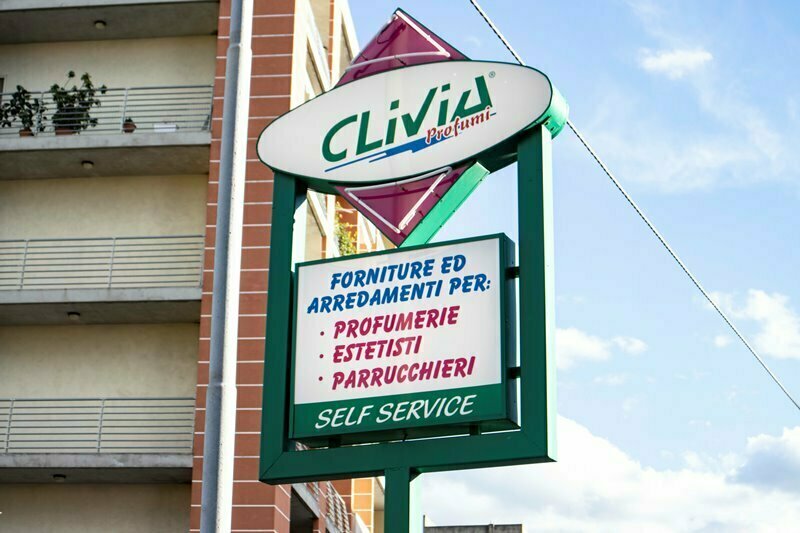 CLiViA®
Profumi
FORNITURE ED
ARREDAMENTI PER:
· PROFUMERIE
· ESTETISTI
· PARRUCCHIERI
SELF SERVICE